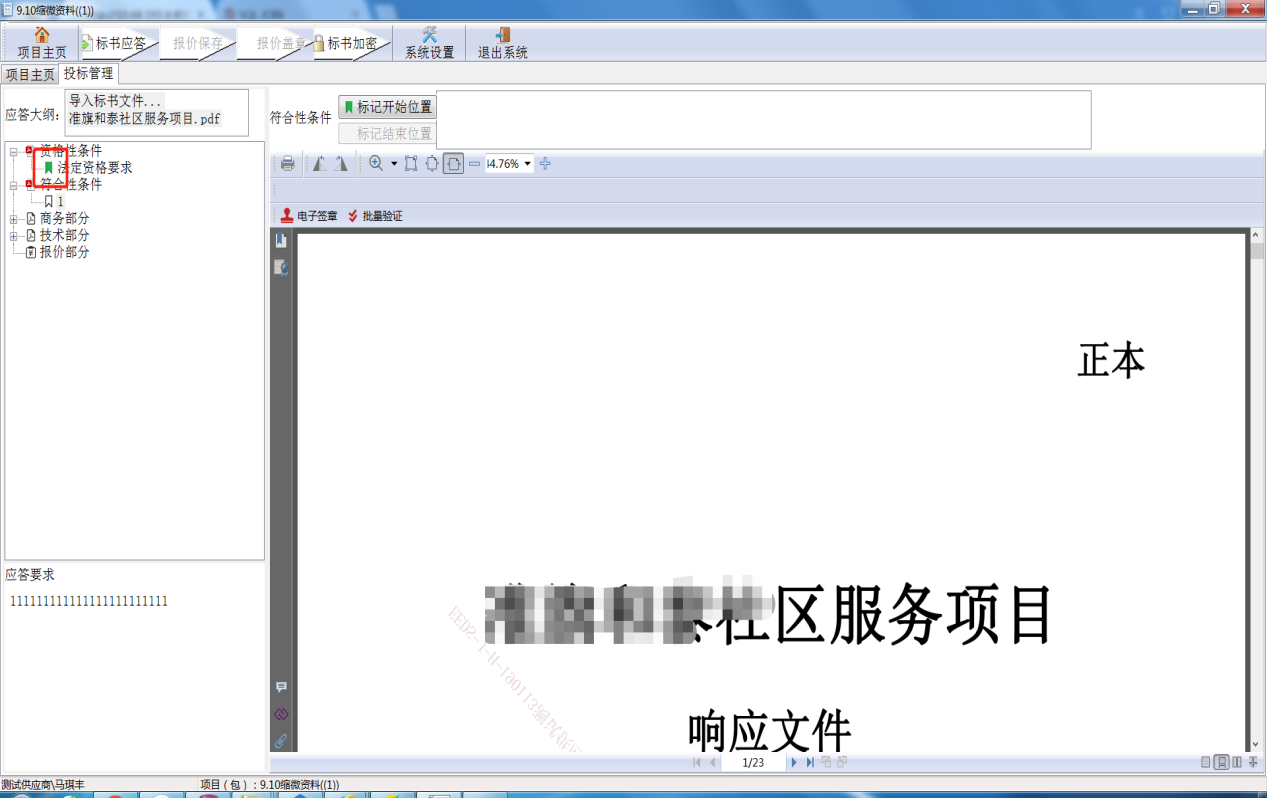 9.10缩微资料((1))
项目主页
标书应答
报价保存
报价盖章
标书加密
系统设置
退出系统
项目主页 投标管理
应答大纲:
导入标书文件...
准旗和泰社区服务项目.pdf
符合性条件
标记开始位置
标记结束位置
资格性条件
法定资格要求
符合性条件
1
商务部分
技术部分
报价部分
4.76%
电子签章 批量验证
正本
社区服务项目
响应文件
应答要求
1/23
测试供应商\马琪丰
项目（包）: 9.10缩微资料((1))